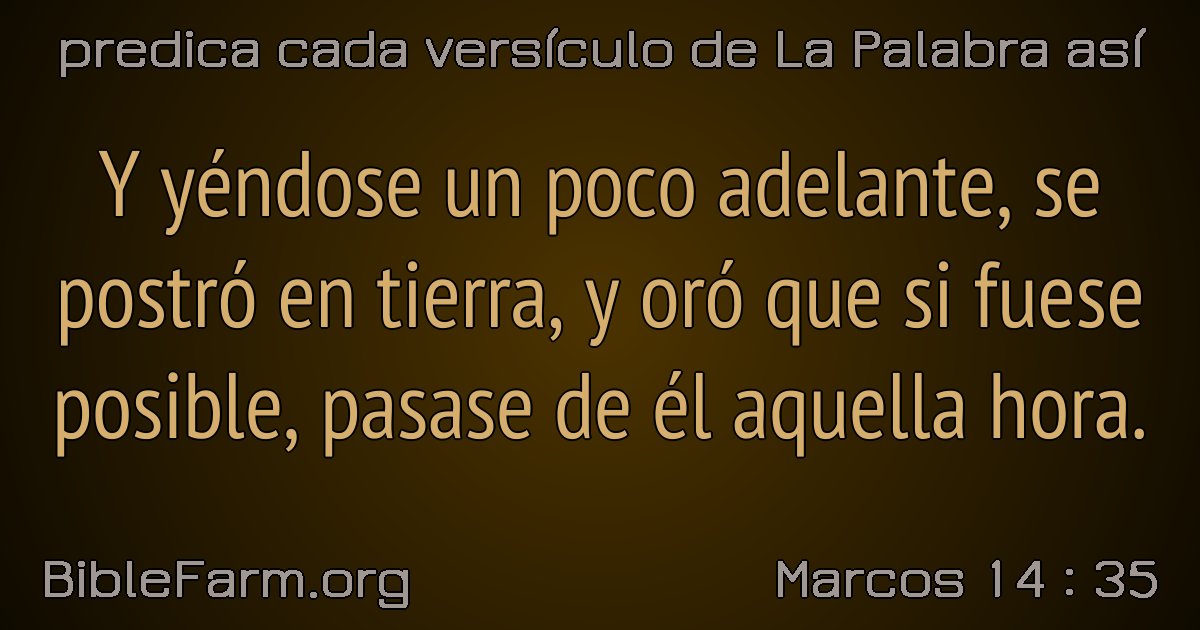 predica cada versículo de La Palabra así
Y yéndose un poco adelante, se
postró en tierra, y oró que si fuese
posible, pasase de él aquella hora.
BibleFarm.org
Marcos 14 : 35